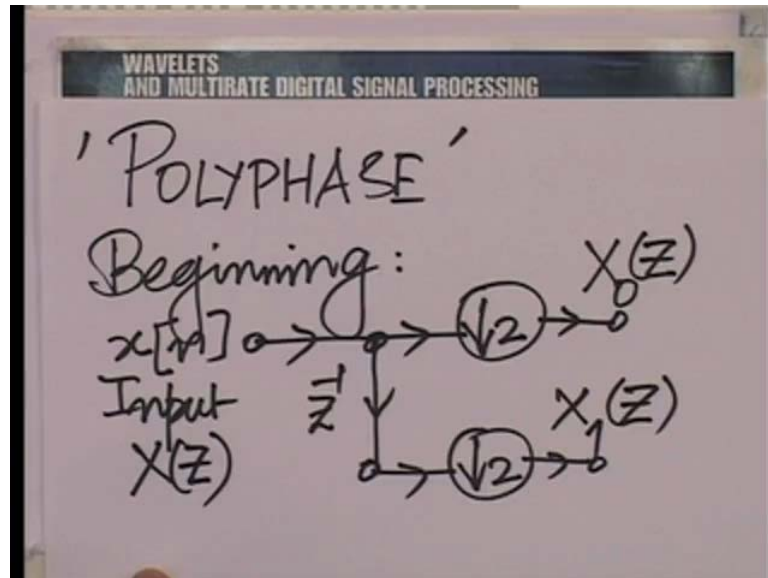 WAVELETS
AND MULTIRATE DIGITAL SIGNAL PROCESSING
'POLYPHASE'
Beginning:
X₀(Z)
x[n] ↓2
Input z⁻¹ X₁(Z)
X(Z) ↓2